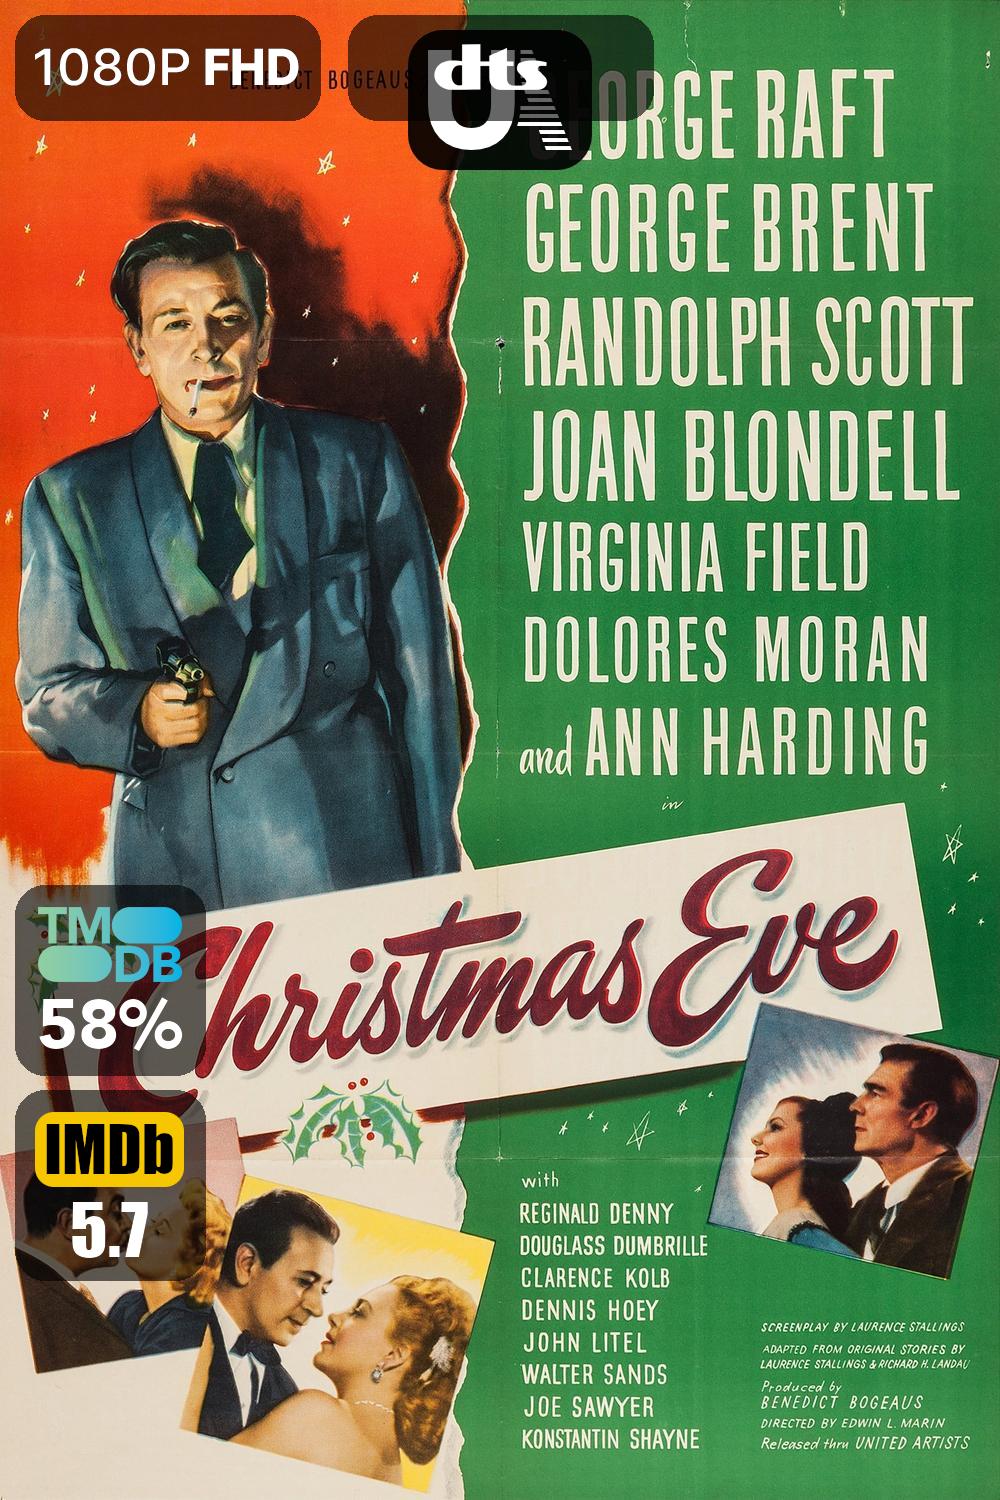 1080P FHD
dts
BENEDICT BOGEAUS
UA
GEORGE RAFT
GEORGE BRENT
RANDOLPH SCOTT
JOAN BLONDELL
VIRGINIA FIELD
DOLORES MORAN
and ANN HARDING
in
Christmas Eve
TMDB
58%
IMDb
5.7
with
REGINALD DENNY
DOUGLASS DUMBRILLE
CLARENCE KOLB
DENNIS HOEY
JOHN LITEL
WALTER SANDS
JOE SAWYER
KONSTANTIN SHAYNE
SCREENPLAY BY LAURENCE STALLINGS
ADAPTED FROM ORIGINAL STORIES BY
LAURENCE STALLINGS & RICHARD H. LANDAU
Produced by
BENEDICT BOGEAUS
DIRECTED BY EDWIN L. MARIN
Released thru UNITED ARTISTS